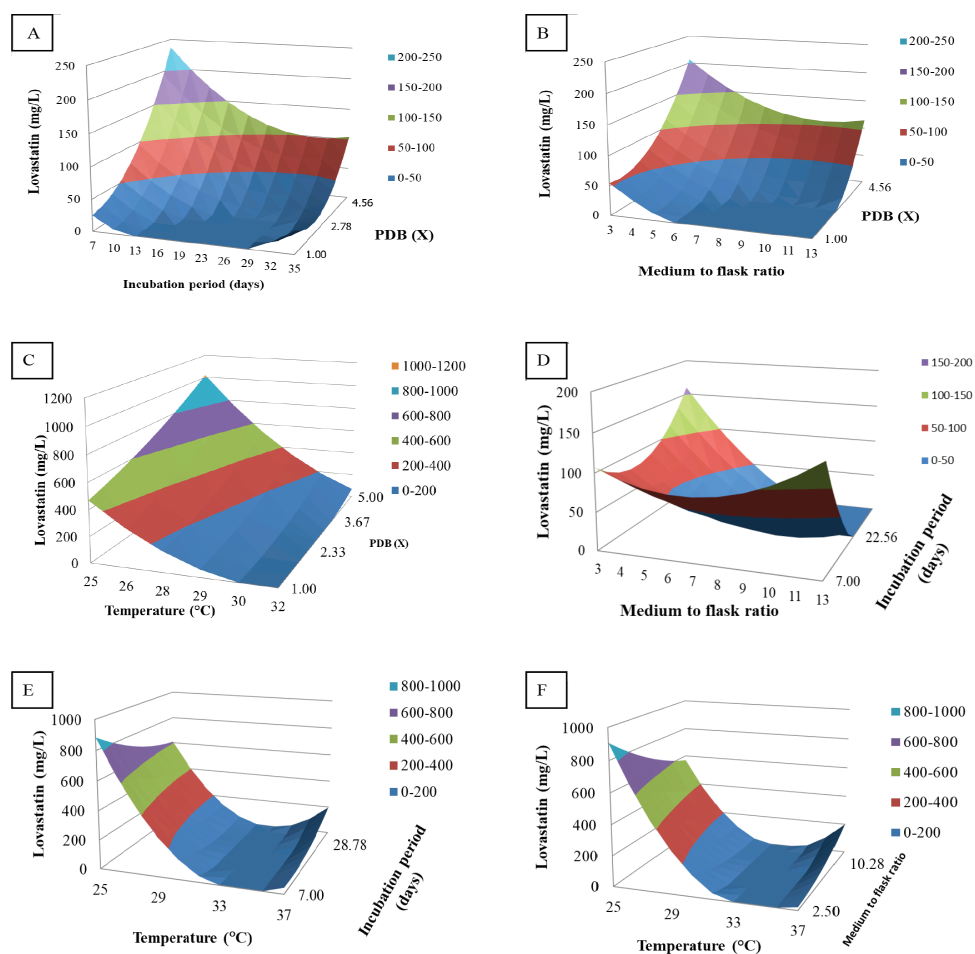 A
250
200
150
100
50
0
Lovastatin (mg/L)
7 10 13 16 19 23 26 29 32 35
Incubation period (days)
1.00
2.78
4.56
PDB (X)
200-250
150-200
100-150
50-100
0-50
B
250
200
150
100
50
0
Lovastatin (mg/L)
3 4 5 6 7 8 9 10 11 13
Medium to flask ratio
1.00
4.56
PDB (X)
200-250
150-200
100-150
50-100
0-50
C
1200
1000
800
600
400
200
0
Lovastatin (mg/L)
25 26 28 29 30 32
Temperature (°C)
1.00
2.33
3.67
5.00
PDB (X)
1000-1200
800-1000
600-800
400-600
200-400
0-200
D
200
150
100
50
0
Lovastatin (mg/L)
3 4 5 6 7 8 9 10 11 13
Medium to flask ratio
7.00
22.56
Incubation period
(days)
150-200
100-150
50-100
0-50
E
1000
800
600
400
200
0
Lovastatin (mg/L)
25 29 33 37
Temperature (°C)
7.00
28.78
Incubation period
(days)
800-1000
600-800
400-600
200-400
0-200
F
1000
800
600
400
200
0
Lovastatin (mg/L)
25 29 33 37
Temperature (°C)
2.50
10.28
Medium to flask ratio
800-1000
600-800
400-600
200-400
0-200